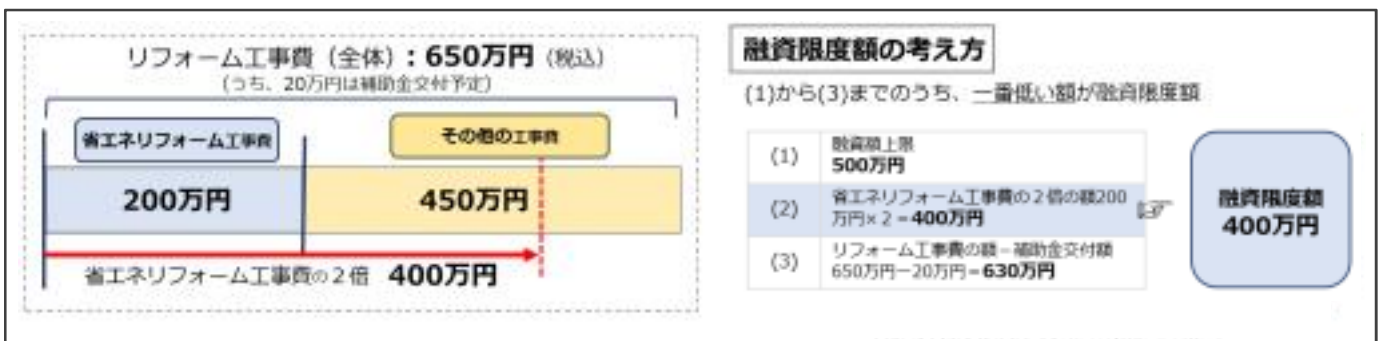 リフォーム工事費（全体）：650万円（税込）
（うち、20万円は補助金交付予定）
省エネリフォーム工事費
その他の工事費
200万円
450万円
省エネリフォーム工事費の２倍 400万円
融資限度額の考え方
(1)から(3)までのうち、一番低い額が融資限度額
(1)
融資額上限
500万円
(2)
省エネリフォーム工事費の２倍の額200
万円×２＝400万円
(3)
リフォーム工事費の額－補助金交付額
650万円－20万円＝630万円
☞
融資限度額
400万円